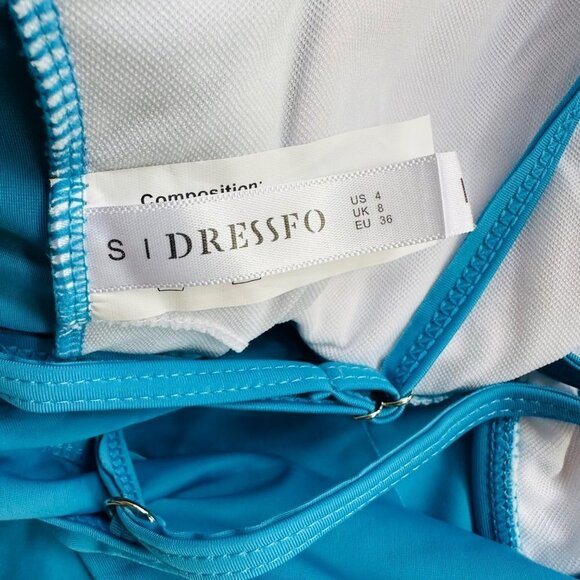 Composition:
S | DRESSFO
US 4
UK 8
EU 36